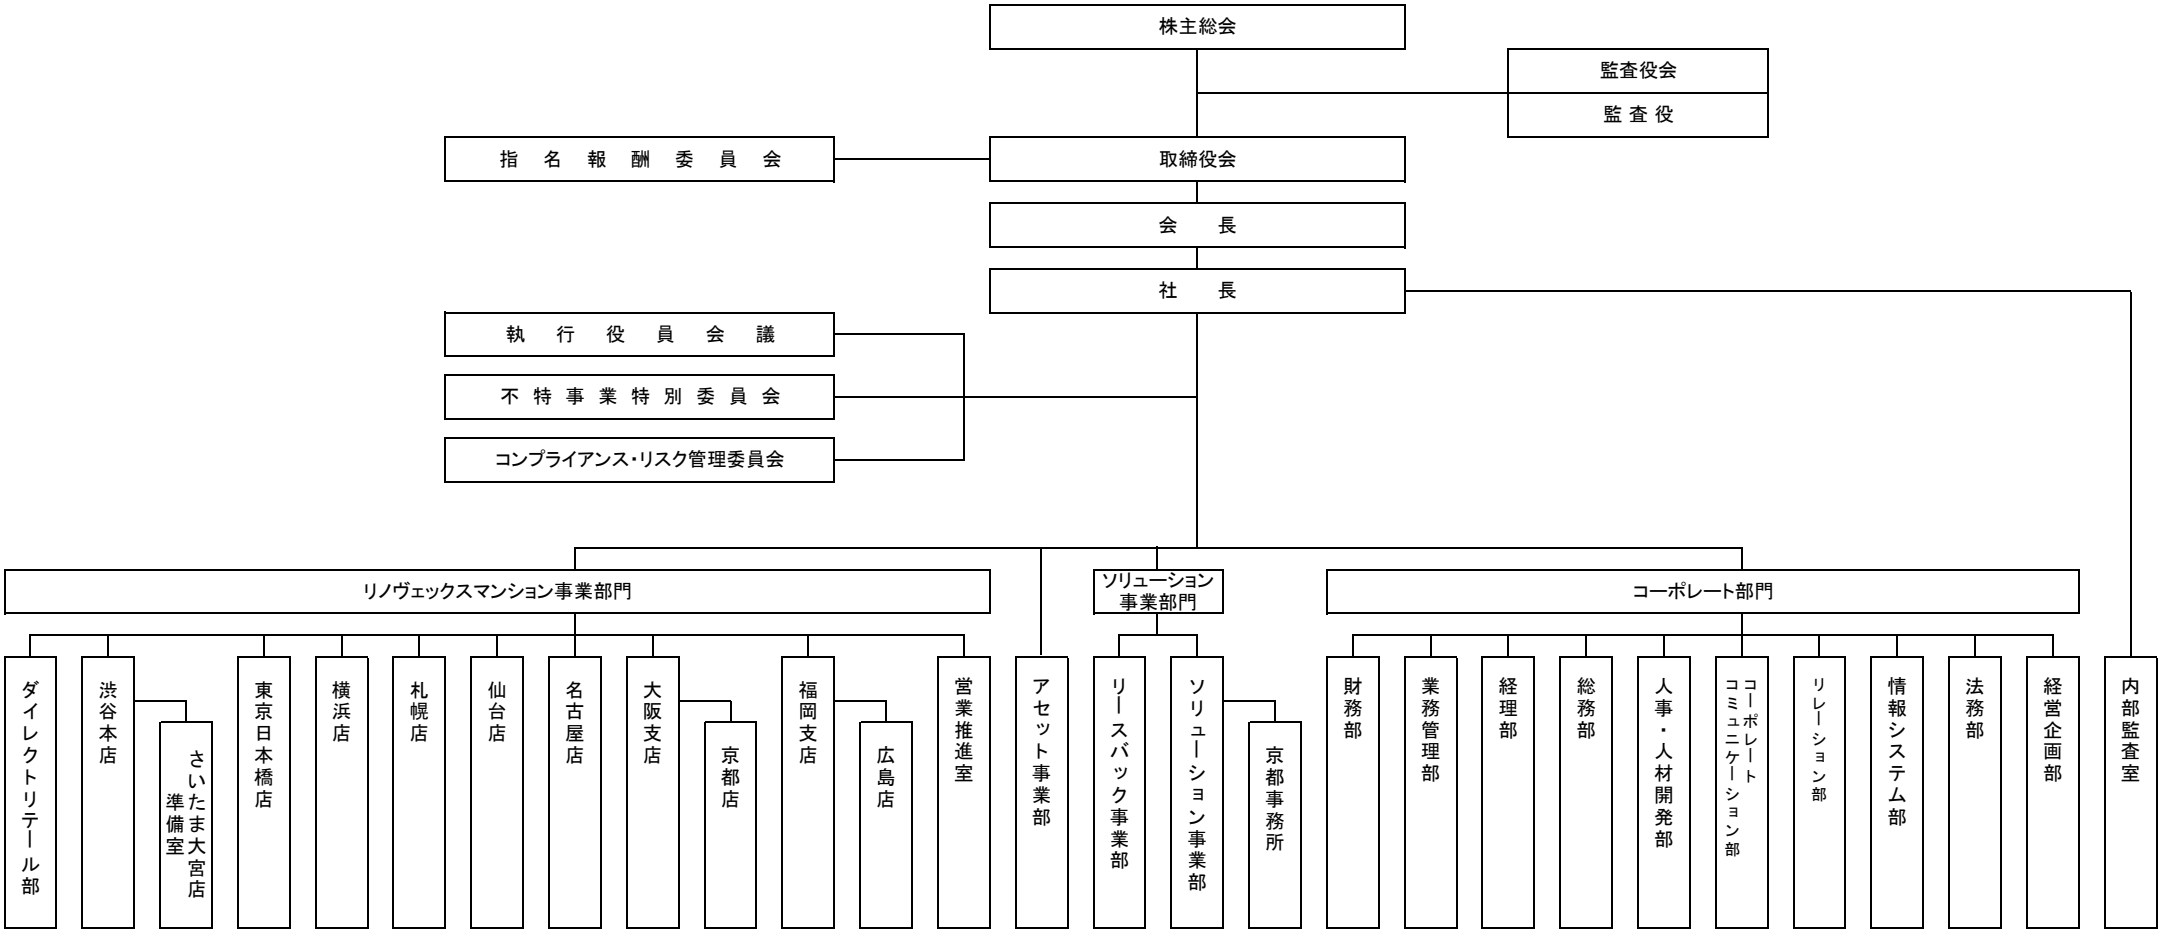 株主総会
監査役会
監 査 役
指 名 報 酬 委 員 会
取締役会
会 長
社 長
執 行 役 員 会 議
不 特 事 業 特 別 委 員 会
コンプライアンス・リスク管理委員会
リノヴェックスマンション事業部門
ソリューション
事業部門
コーポレート部門
ダイレクトリテール部
渋谷本店
さいたま大宮店
準備室
東京日本橋店
横浜店
札幌店
仙台店
名古屋店
大阪支店
京都店
福岡支店
広島店
営業推進室
アセット事業部
リースバック事業部
ソリューション事業部
京都事務所
財務部
業務管理部
経理部
総務部
人事・人材開発部
コーポレート
コミュニケーション部
リレーション部
情報システム部
法務部
経営企画部
内部監査室